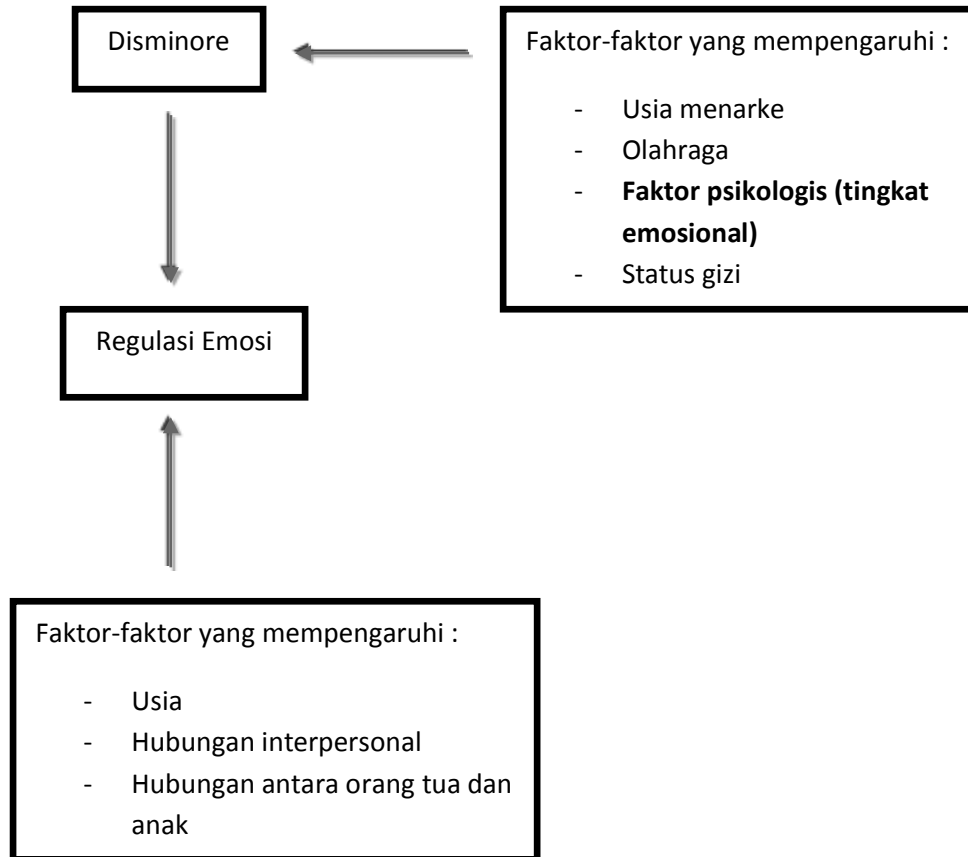 Disminore
Faktor-faktor yang mempengaruhi :
- Usia menarke
- Olahraga
- Faktor psikologis (tingkat
emosional)
- Status gizi
Regulasi Emosi
Faktor-faktor yang mempengaruhi :
- Usia
- Hubungan interpersonal
- Hubungan antara orang tua dan
anak